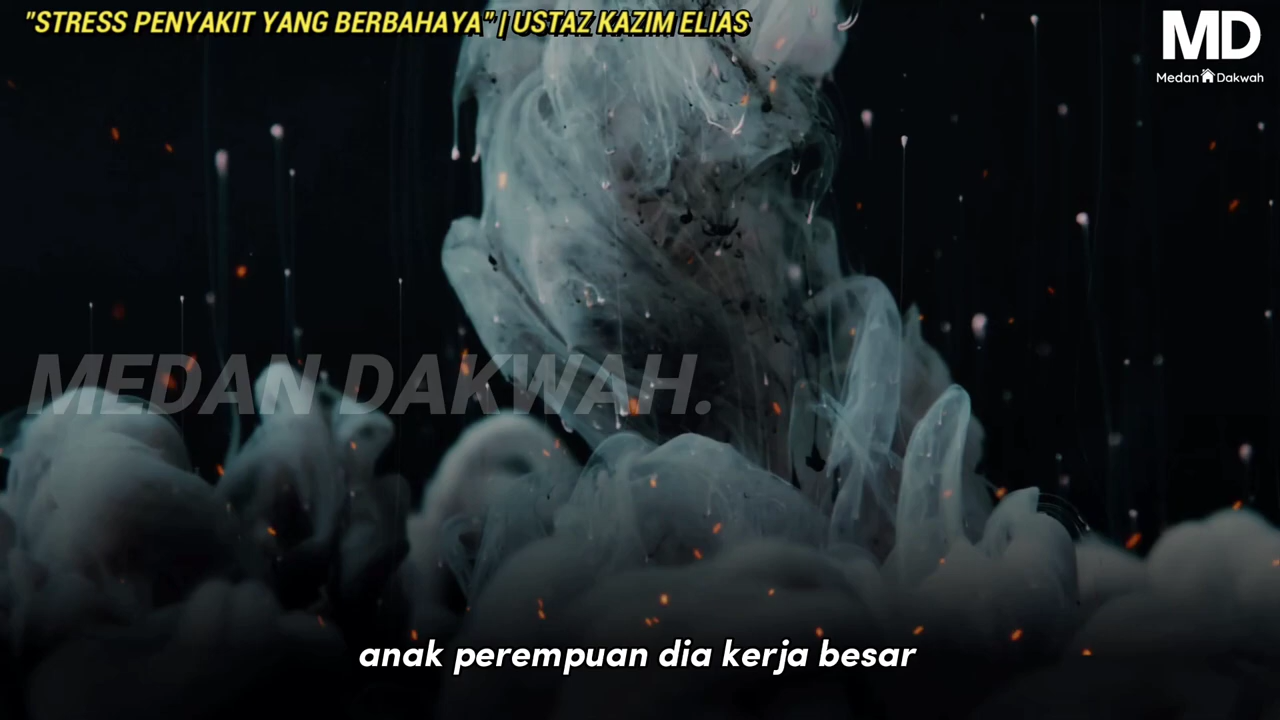 "STRESS PENYAKIT YANG BERBAHAYA" | USTAZ KAZIM ELIAS
MD
Medan Dakwah
MEDAN DAKWAH.
anak perempuan dia kerja besar